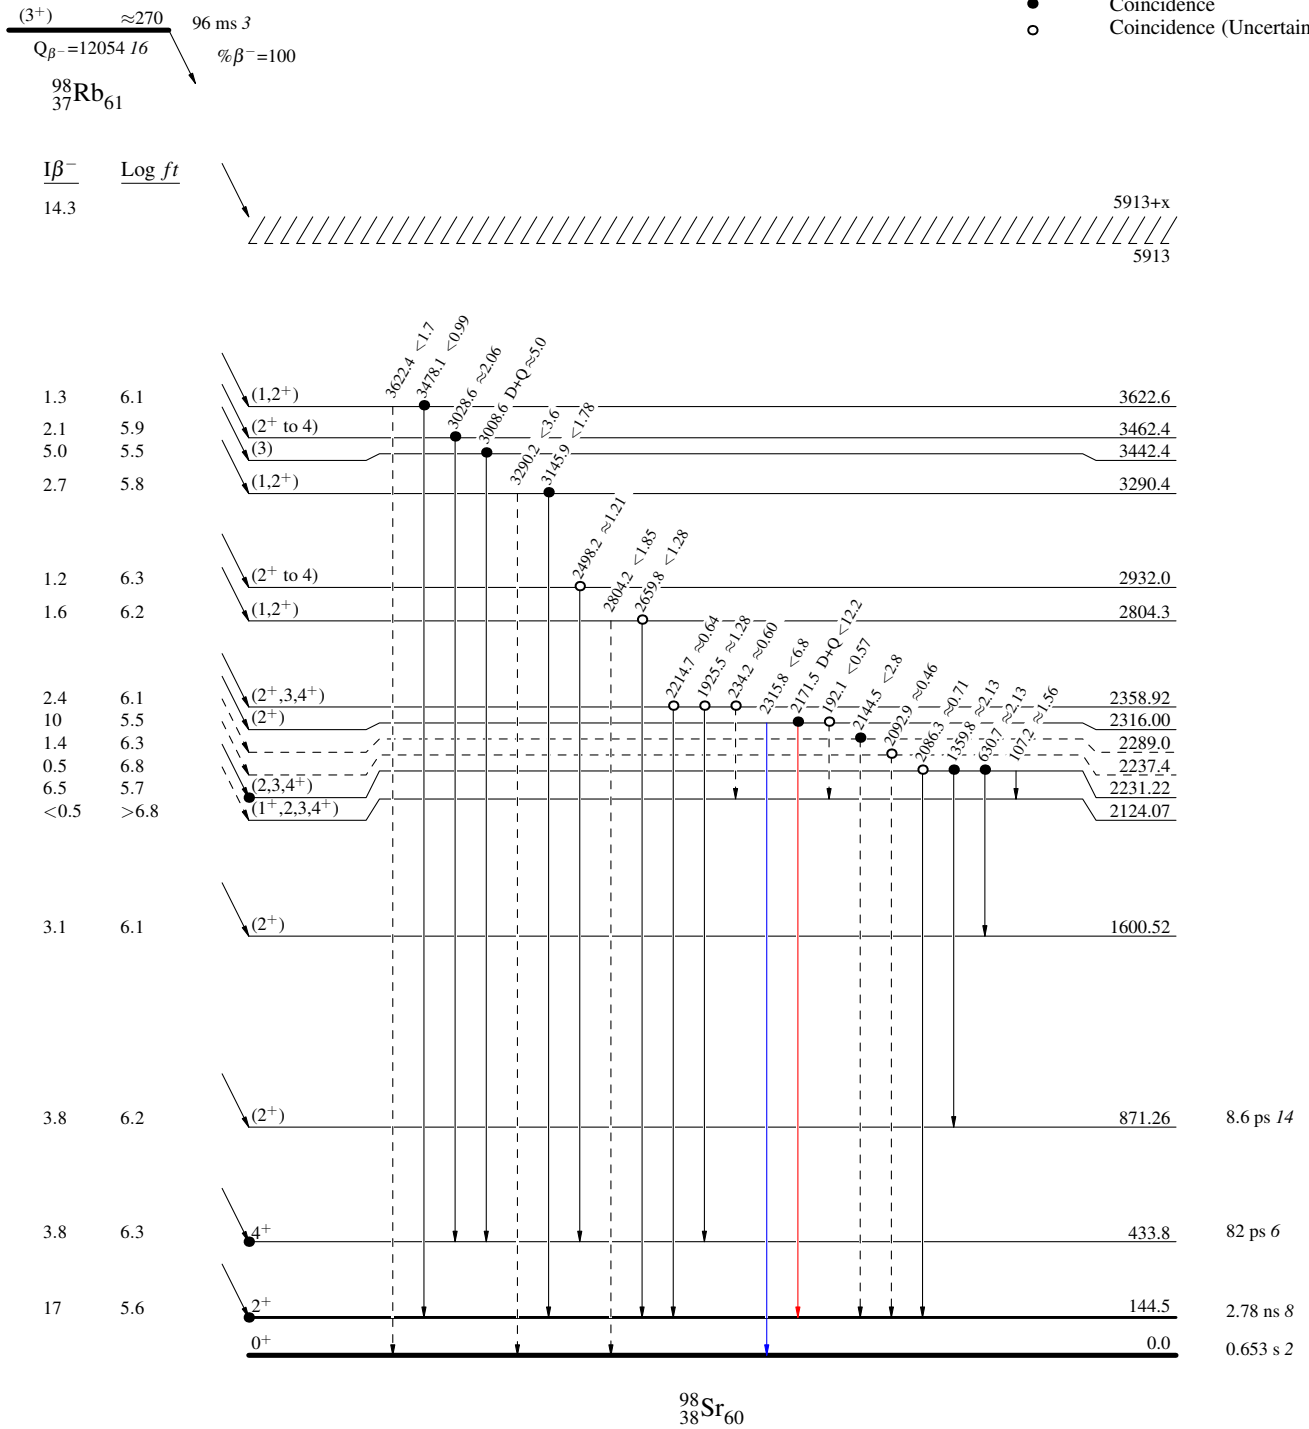 (3+) ≈270 96 ms 3
Qβ−=12054 16
%β−=100
98 37 Rb 61
Coincidence
Coincidence (Uncertain
Iβ− Log ft
14.3
5913+x
5913
3622.4 <1.7
3478.1 <0.99
3028.6 ≈2.06
3008.6 D+Q ≈5.0
3290.2 <3.6
3145.9 <1.78
2498.2 ≈1.21
2804.2 <1.85
2659.8 <1.28
2214.7 ≈0.64
1925.5 ≈1.28
234.2 ≈0.60
2315.8 <6.8
2171.5 D+Q <12.2
192.1 <0.57
2144.5 <2.8
2092.9 ≈0.46
2086.3 ≈0.71
1359.8 ≈2.13
630.7 ≈2.13
107.2 ≈1.56
1.3 6.1 (1,2+) 3622.6
2.1 5.9 (2+ to 4) 3462.4
5.0 5.5 (3) 3442.4
2.7 5.8 (1,2+) 3290.4
1.2 6.3 (2+ to 4) 2932.0
1.6 6.2 (1,2+) 2804.3
2.4 6.1 (2+,3,4+) 2358.92
10 5.5 (2+) 2316.00
1.4 6.3 2289.0
0.5 6.8 2237.4
6.5 5.7 (2,3,4+) 2231.22
<0.5 >6.8 (1+,2,3,4+) 2124.07
3.1 6.1 (2+) 1600.52
3.8 6.2 (2+) 871.26 8.6 ps 14
3.8 6.3 4+ 433.8 82 ps 6
17 5.6 2+ 144.5 2.78 ns 8
0+ 0.0 0.653 s 2
98 38 Sr 60